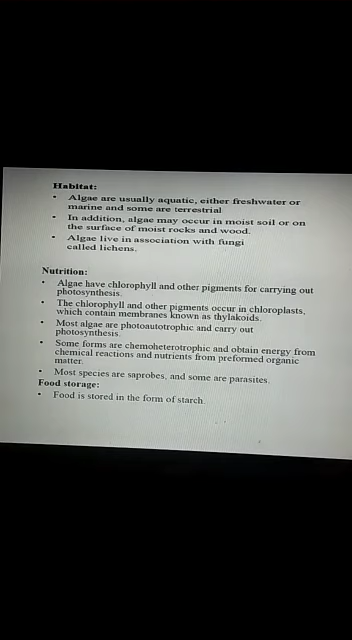 Habitat:
• Algae are usually aquatic, either freshwater or
marine and some are terrestrial
• In addition, algae may occur in moist soil or on
the surface of moist rocks and wood.
• Algae live in association with fungi
called lichens.
Nutrition:
• Algae have chlorophyll and other pigments for carrying out
photosynthesis.
• The chlorophyll and other pigments occur in chloroplasts,
which contain membranes known as thylakoids.
• Most algae are photoautotrophic and carry out
photosynthesis.
• Some forms are chemoheterotrophic and obtain energy from
chemical reactions and nutrients from preformed organic
matter.
• Most species are saprobes, and some are parasites.
Food storage:
• Food is stored in the form of starch.